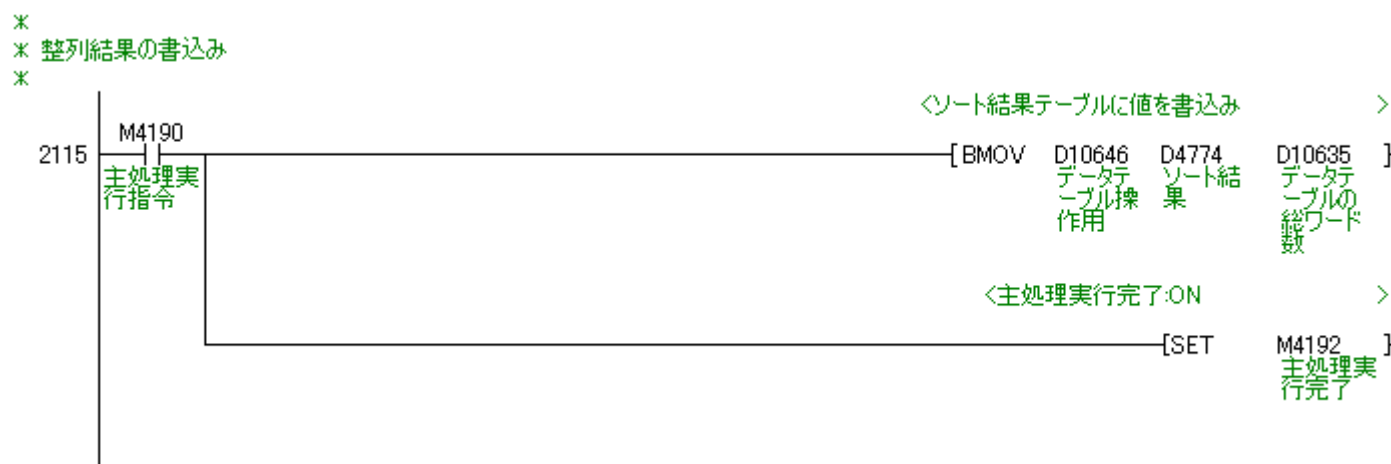 *
* 整列結果の書込み
*
<ソート結果テーブルに値を書込み >
M4190
2115
[BMOV D10646 D4774 D10635 ]
主処理実
行指令
データテ
ーブル操
作用
ソート結
果
データテ
ーブルの
総ワード
数
<主処理実行完了:ON >
[SET M4192 ]
主処理実
行完了